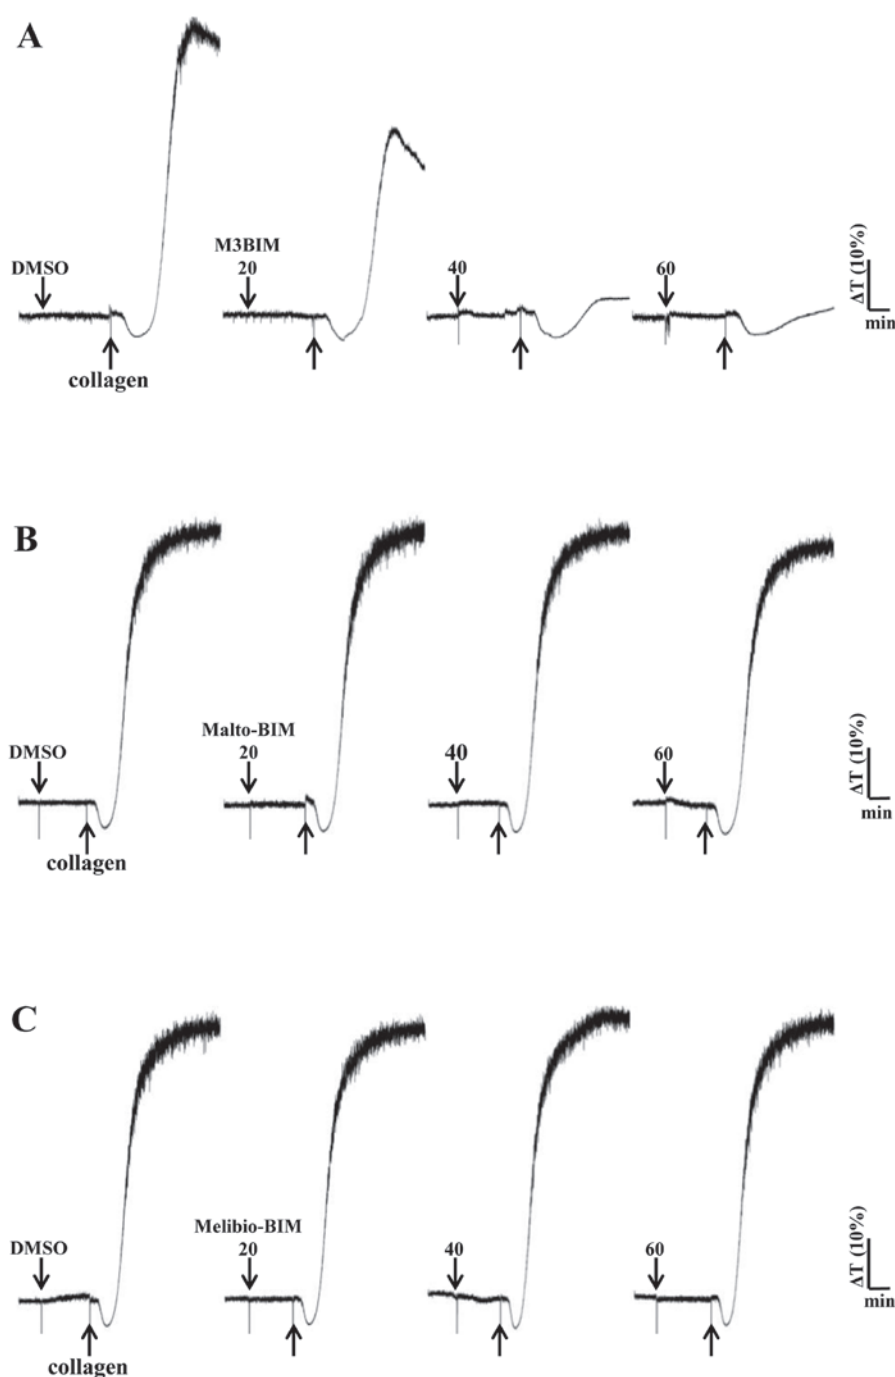 A
M3BIM
DMSO
20
40
60
ΔT (10%)
min
collagen
B
Malto-BIM
DMSO
20
40
60
ΔT (10%)
min
collagen
C
Melibio-BIM
DMSO
20
40
60
ΔT (10%)
min
collagen